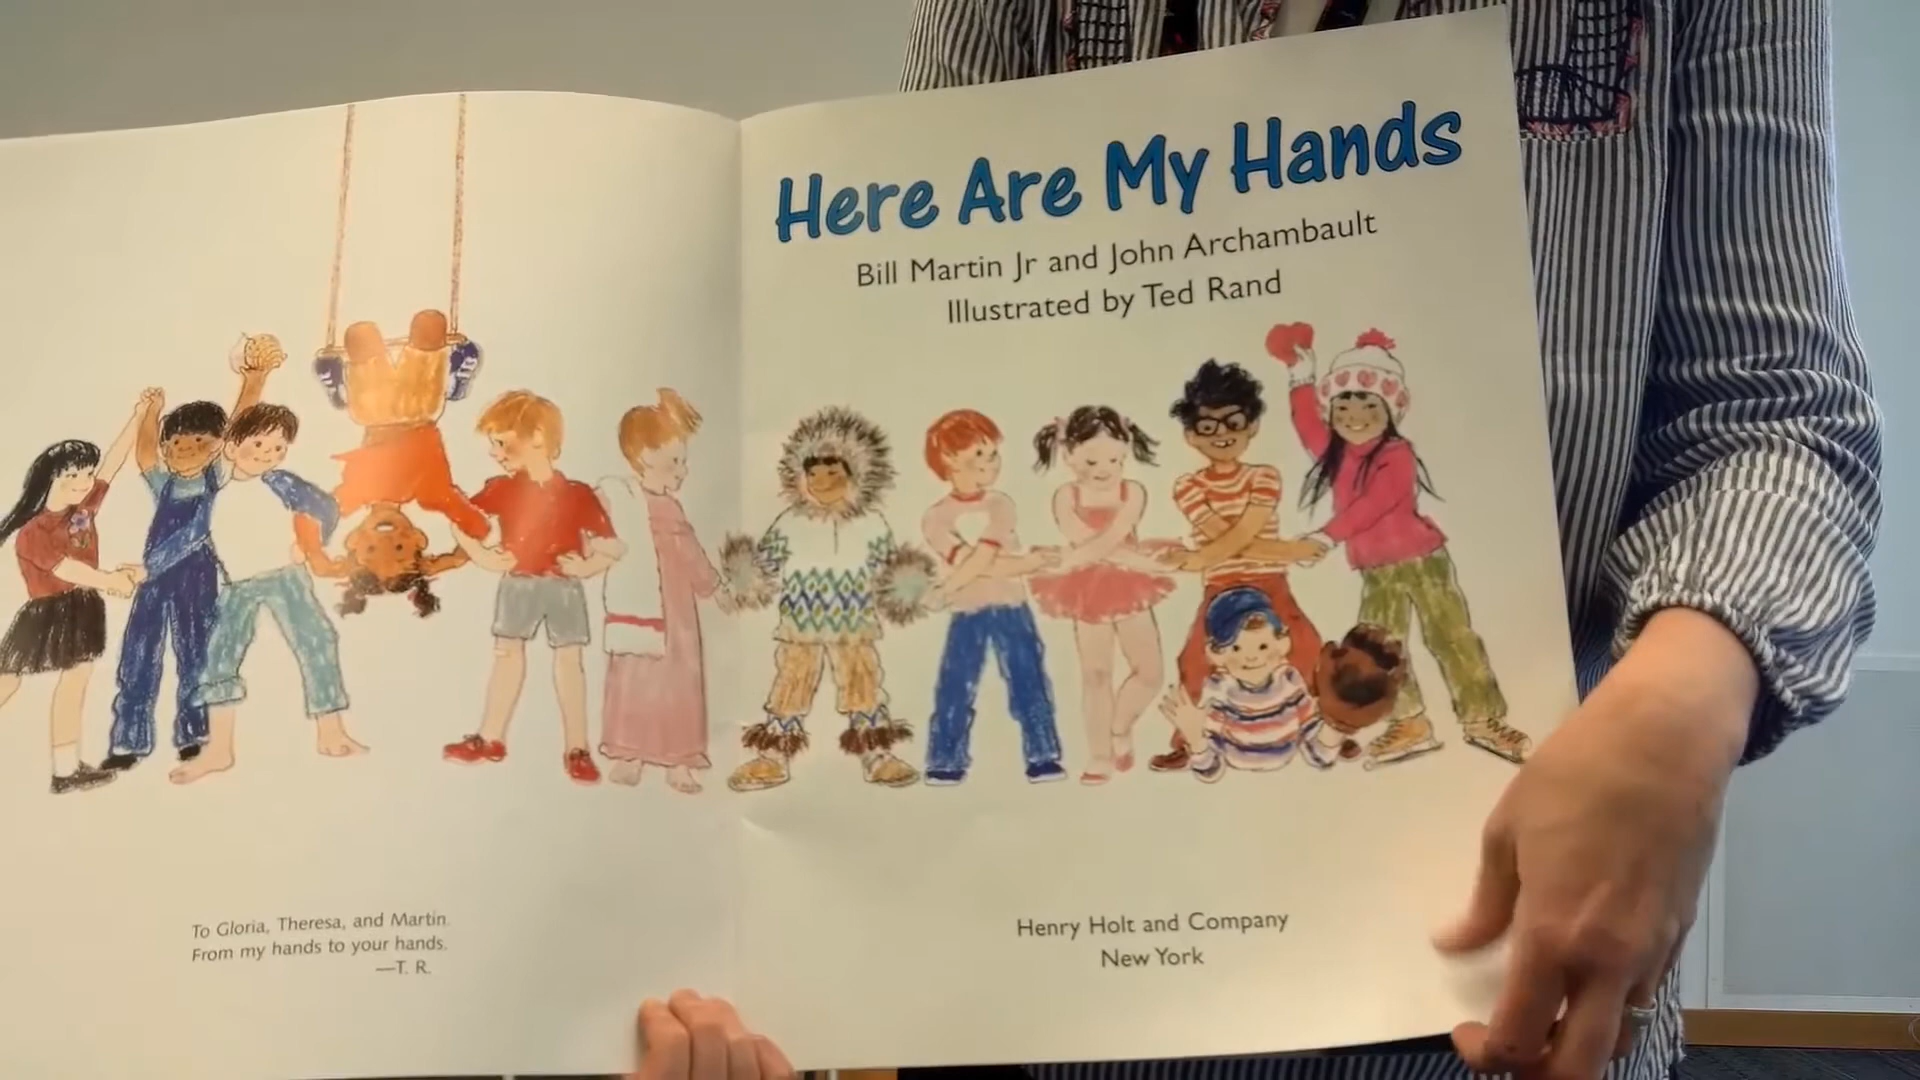 Here Are My Hands
Bill Martin Jr and John Archambault
Illustrated by Ted Rand
To Gloria, Theresa, and Martin.
From my hands to your hands.
—T. R.
Henry Holt and Company
New York